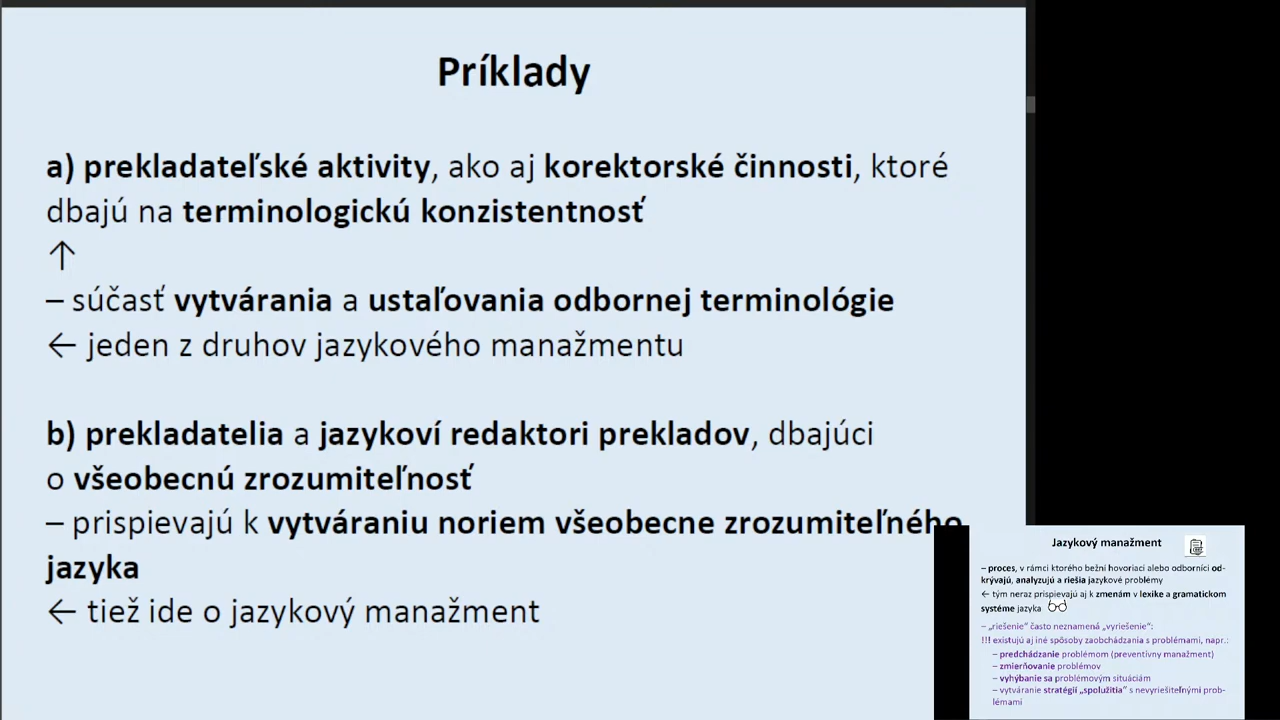 Príklady
a) prekladateľské aktivity, ako aj korektorské činnosti, ktoré
dbajú na terminologickú konzistentnosť
↑
– súčasť vytvárania a ustaľovania odbornej terminológie
← jeden z druhov jazykového manažmentu
b) prekladatelia a jazykoví redaktori prekladov, dbajúci
o všeobecnú zrozumiteľnosť
– prispievajú k vytváraniu noriem všeobecne zrozumiteľného
jazyka
← tiež ide o jazykový manažment
Jazykový manažment
– proces, v rámci ktorého bežní hovoriaci alebo odborníci od-
krývajú, analyzujú a riešia jazykové problémy
← tým neraz prispievajú aj k zmenám v lexike a gramatickom
systéme jazyka
– „riešenie“ často neznamená „vyriešenie“:
!!! existujú aj iné spôsoby zaobchádzania s problémami, napr.:
– predchádzanie problémom (preventívny manažment)
– zmierňovanie problémov
– vyhýbanie sa problémovým situáciám
– vytváranie stratégií „spolužitia“ s nevyriešiteľnými prob-
lémami